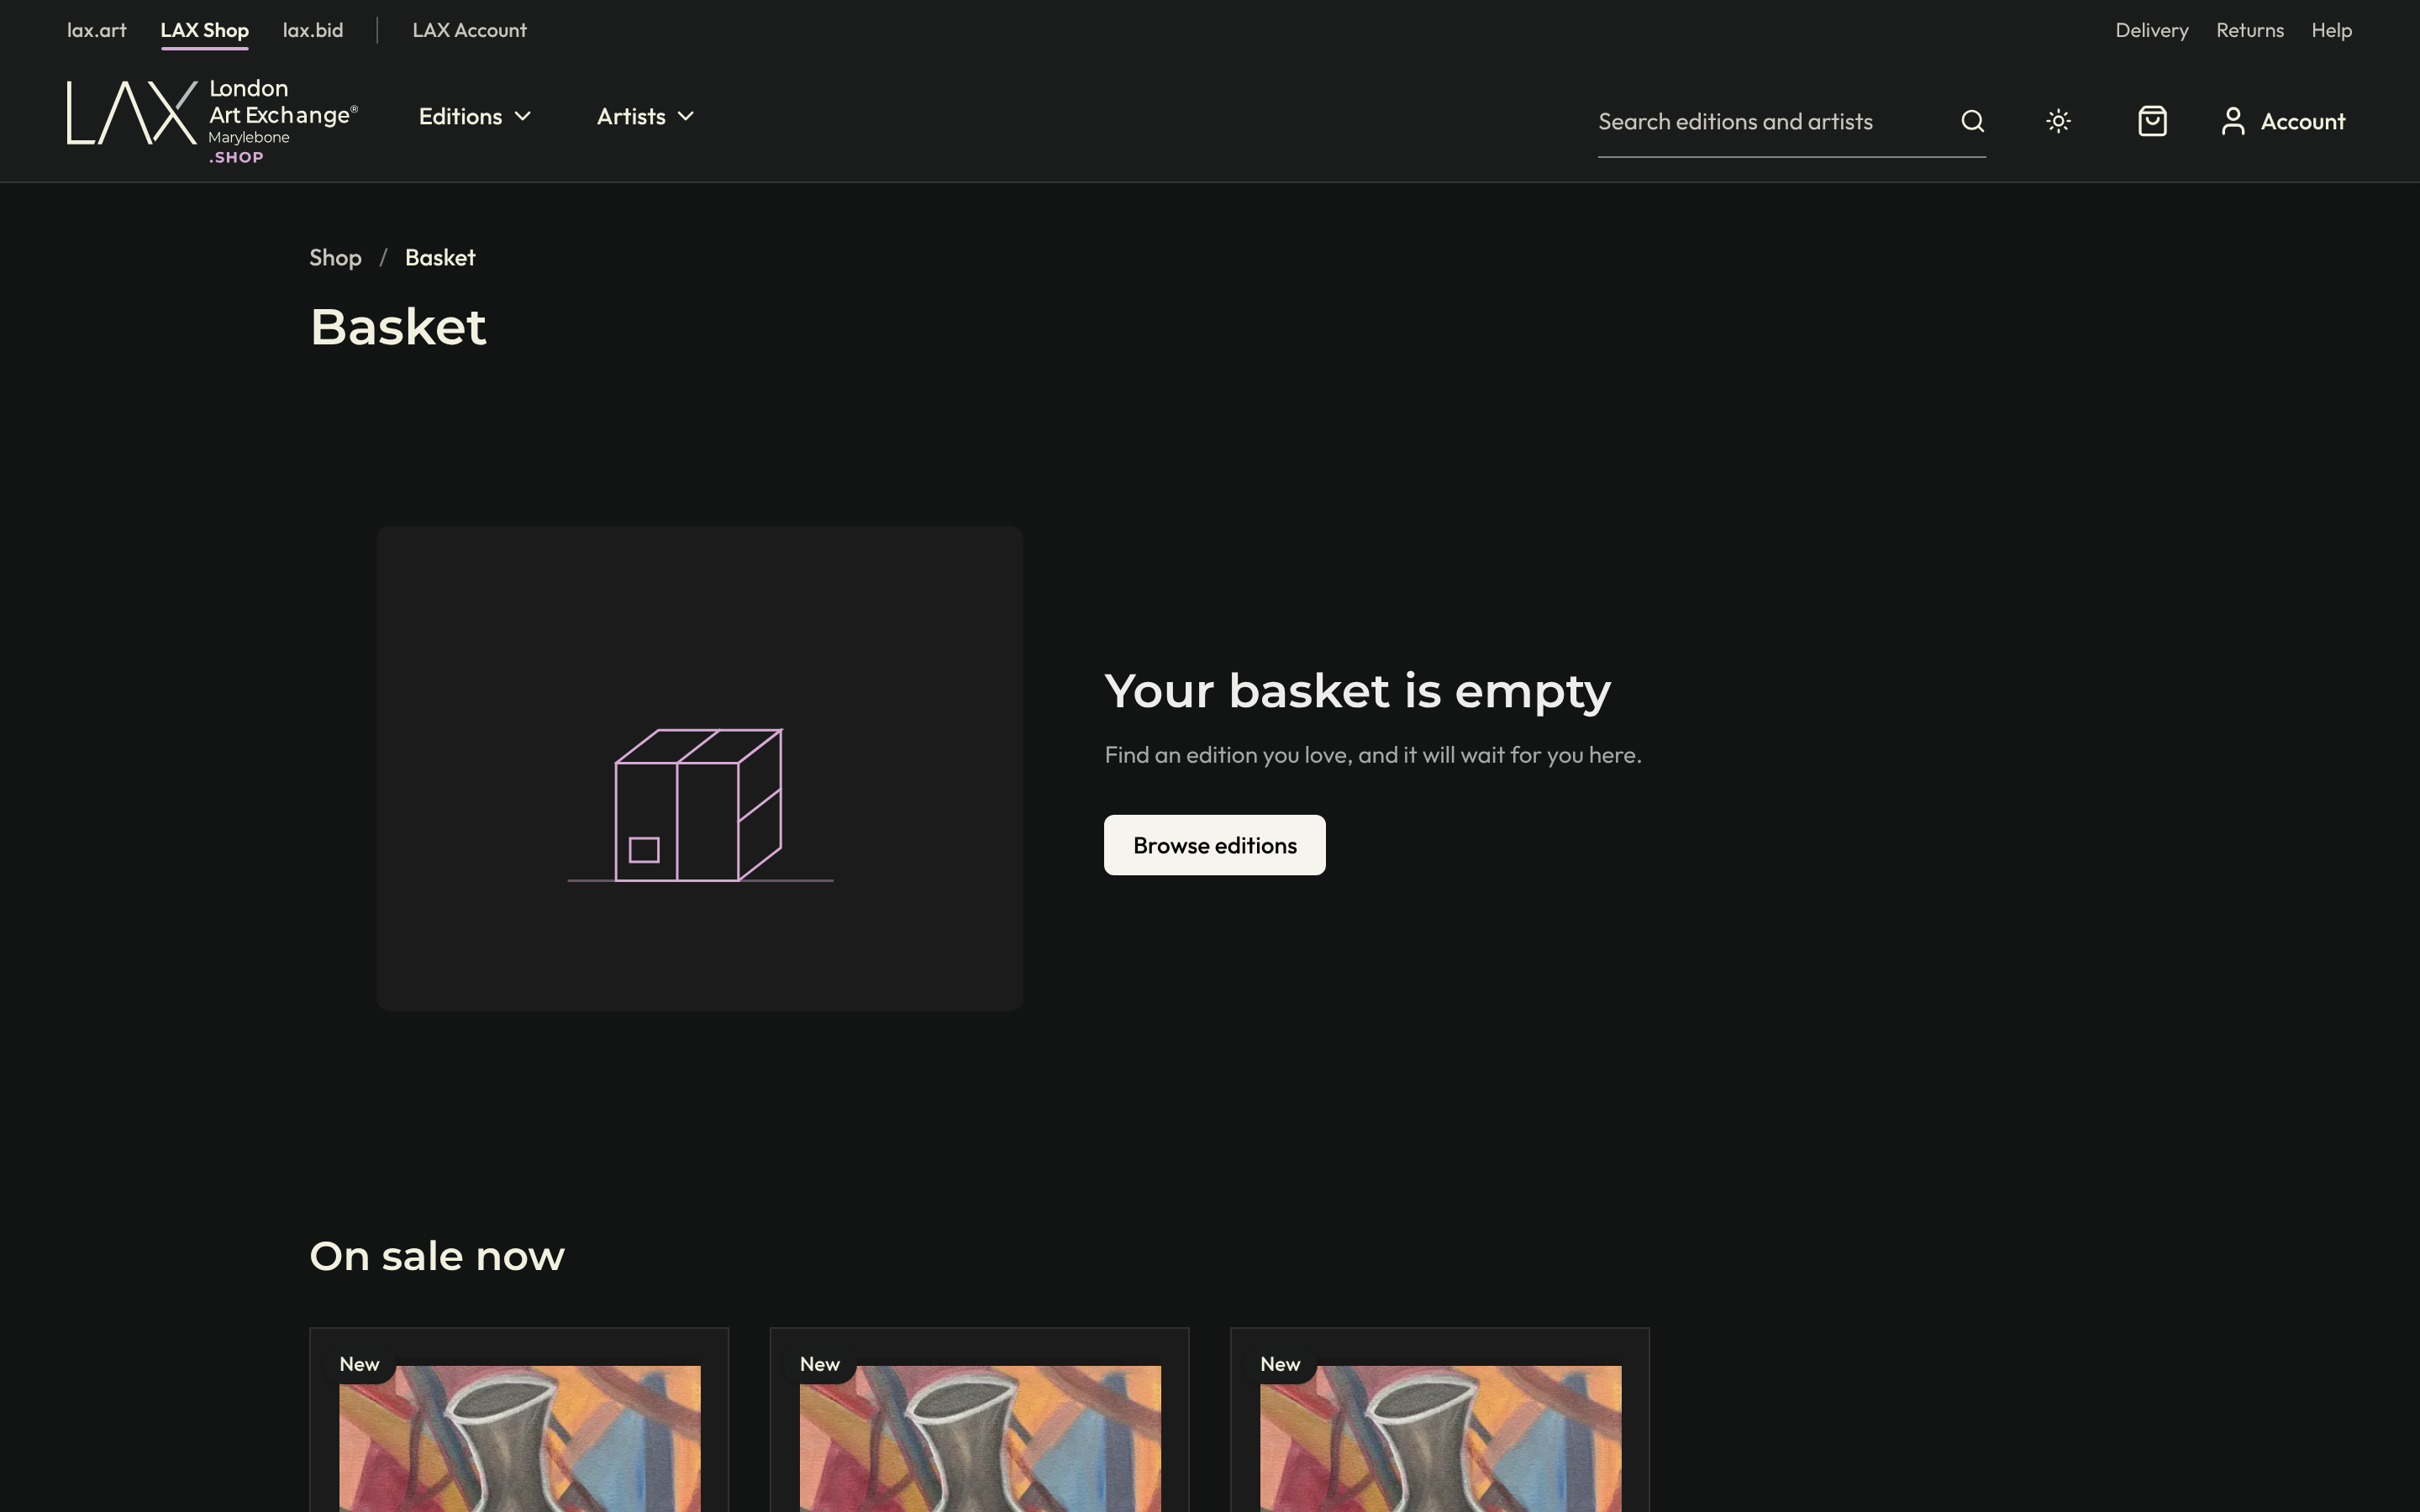 lax.art
LAX Shop
lax.bid
LAX Account
Delivery
Returns
Help
LAX
London
Art Exchange®
Marylebone
.SHOP
Editions
Artists
Search editions and artists
Account
Shop / Basket
Basket
Your basket is empty
Find an edition you love, and it will wait for you here.
Browse editions
On sale now
New
New
New